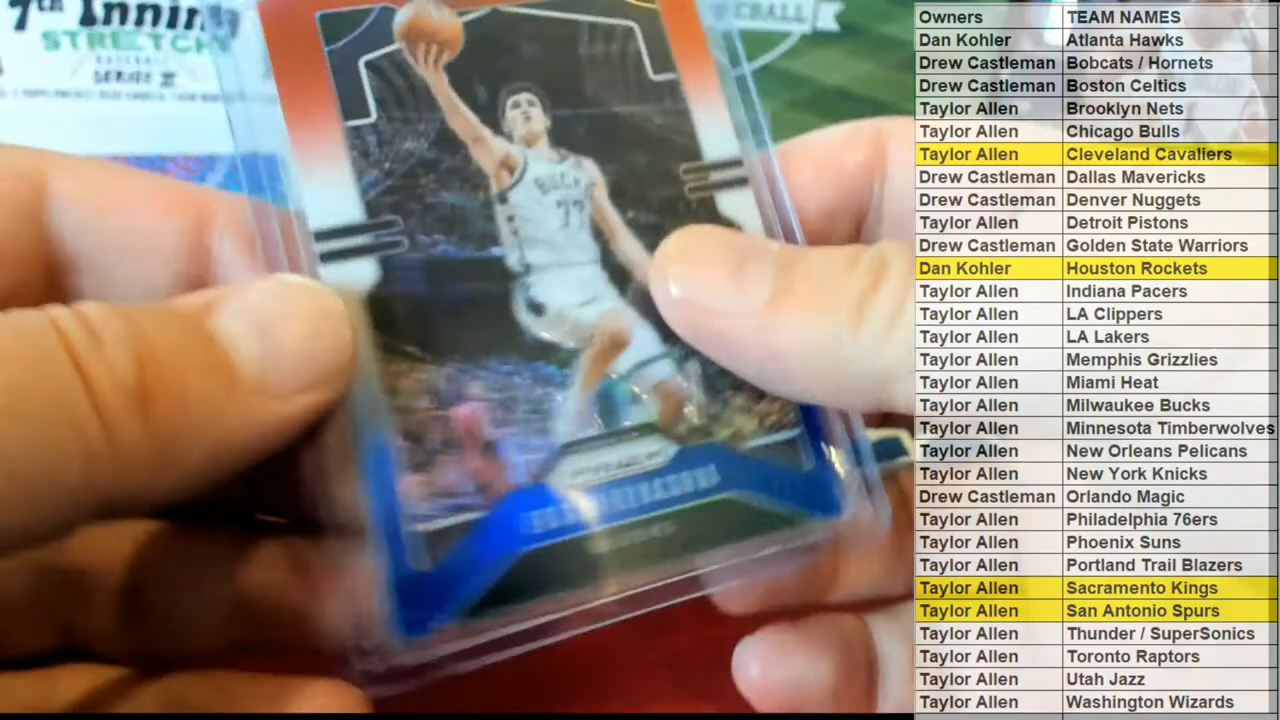 7th Inning
STRETCH
BASEBALL
SERIES II
BUCKS
77
Owners TEAM NAMES
Dan Kohler Atlanta Hawks
Drew Castleman Bobcats / Hornets
Drew Castleman Boston Celtics
Taylor Allen Brooklyn Nets
Taylor Allen Chicago Bulls
Taylor Allen Cleveland Cavaliers
Drew Castleman Dallas Mavericks
Drew Castleman Denver Nuggets
Taylor Allen Detroit Pistons
Drew Castleman Golden State Warriors
Dan Kohler Houston Rockets
Taylor Allen Indiana Pacers
Taylor Allen LA Clippers
Taylor Allen LA Lakers
Taylor Allen Memphis Grizzlies
Taylor Allen Miami Heat
Taylor Allen Milwaukee Bucks
Taylor Allen Minnesota Timberwolves
Taylor Allen New Orleans Pelicans
Taylor Allen New York Knicks
Drew Castleman Orlando Magic
Taylor Allen Philadelphia 76ers
Taylor Allen Phoenix Suns
Taylor Allen Portland Trail Blazers
Taylor Allen Sacramento Kings
Taylor Allen San Antonio Spurs
Taylor Allen Thunder / SuperSonics
Taylor Allen Toronto Raptors
Taylor Allen Utah Jazz
Taylor Allen Washington Wizards